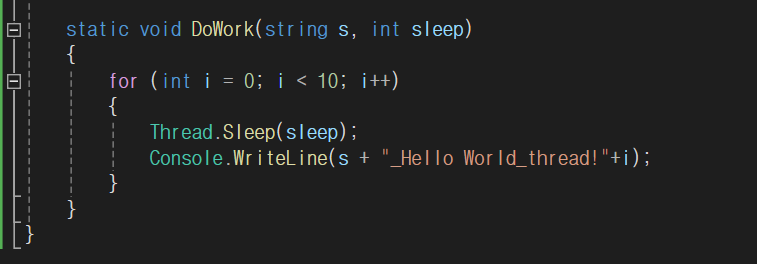 static void DoWork(string s, int sleep)
{
for (int i = 0; i < 10; i++)
{
Thread.Sleep(sleep);
Console.WriteLine(s + "_Hello World_thread!"+i);
}
}
}